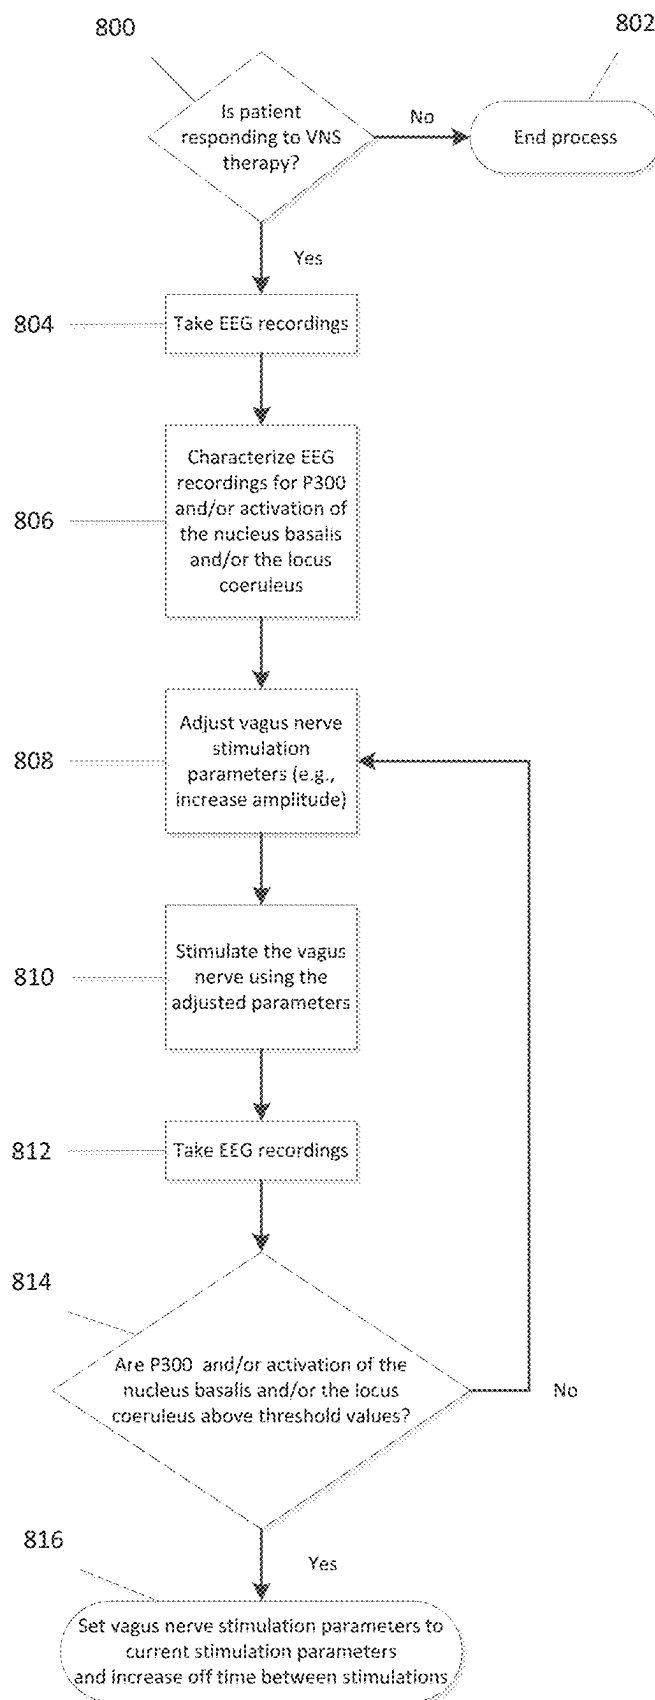 800
802
Is patient
responding to VNS
therapy?
No
End process
Yes
804
Take EEG recordings
806
Characterize EEG
recordings for P300
and/or activation of
the nucleus basalis
and/or the locus
coeruleus
808
Adjust vagus nerve
stimulation
parameters (e.g.,
increase amplitude)
810
Stimulate the vagus
nerve using the
adjusted parameters
812
Take EEG recordings
814
Are P300 and/or activation of the
nucleus basalis and/or the locus
coeruleus above threshold values?
No
816
Yes
Set vagus nerve stimulation parameters to
current stimulation parameters
and increase off time between stimulations